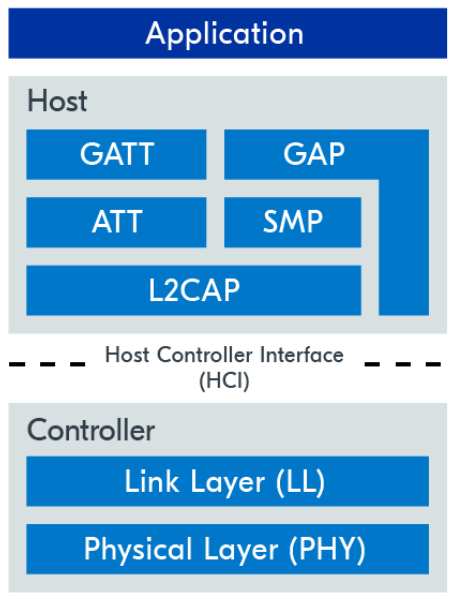 Application
Host
GATT
GAP
ATT
SMP
L2CAP
Host Controller Interface
(HCI)
Controller
Link Layer (LL)
Physical Layer (PHY)